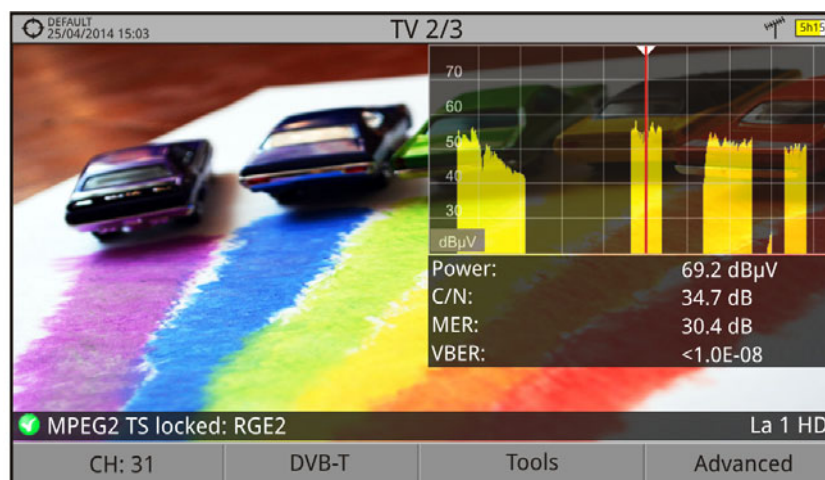 DEFAULT
25/04/2014 15:03
TV 2/3
5h15
70
60
50
40
30
dBµV
Power: 69.2 dBµV
C/N: 34.7 dB
MER: 30.4 dB
VBER: <1.0E-08
MPEG2 TS locked: RGE2
La 1 HD
CH: 31
DVB-T
Tools
Advanced